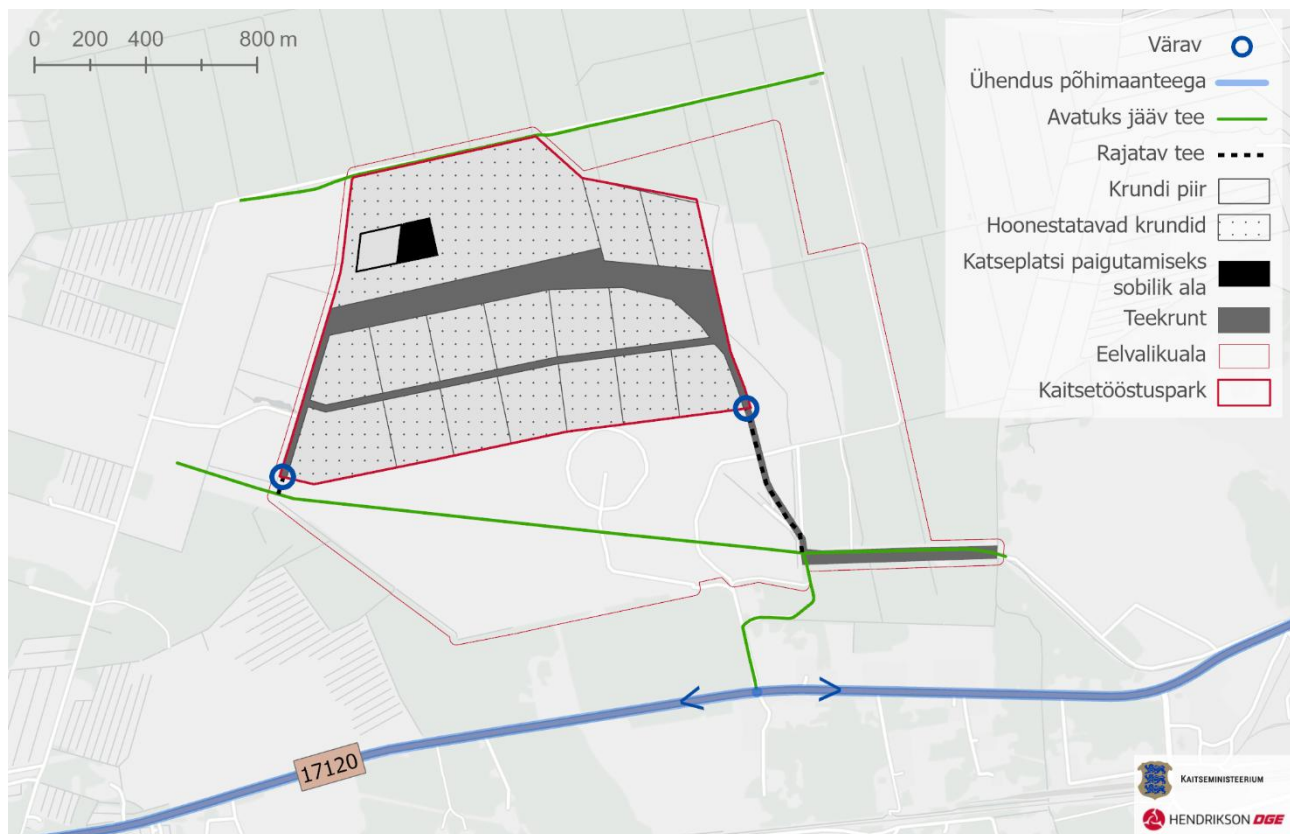 0 200 400 800 m
Värav
Ühendus põhimaanteega
Avatuks jääv tee
Rajatav tee
Krundi piir
Hoonestatavad krundid
Katseplatsi paigutamiseks
sobilik ala
Teekrunt
Eelvalikuala
Kaitsetööstuspark
17120
KAITSEMINISTEERIUM
HENDRIKSON DGE